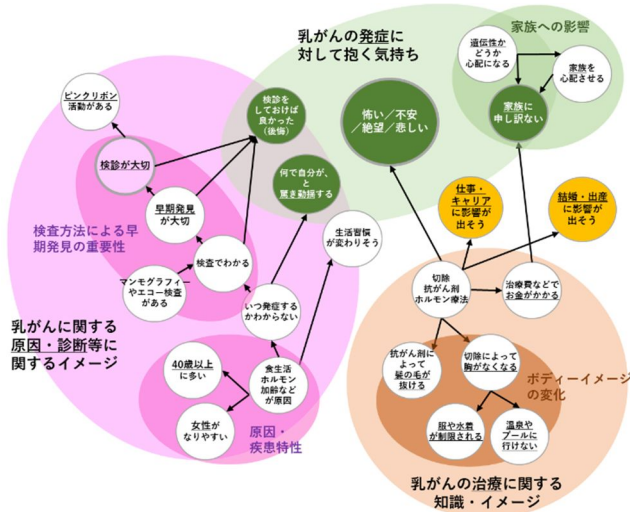 乳がんの発症に
対して抱く気持ち
家族への影響
遺伝性か
どうか
心配になる
家族を
心配させる
家族に
申し訳ない
ピンクリボン
活動がある
検診を
しておけば
良かった
(後悔)
怖い／不安
／絶望／悲しい
検診が大切
何で自分が、
と
驚き動揺する
早期発見
が大切
仕事・
キャリア
に影響が
出そう
結婚・出産
に影響が
出そう
検査方法による早
期発見の重要性
生活習慣
が変わりそう
検査でわかる
マンモグラフィー
やエコー検査
がある
切除
抗がん剤
ホルモン療法
治療費などで
お金がかかる
いつ発症する
かわからない
乳がんに関する
原因・診断等に
関するイメージ
抗がん剤に
よって
髪の毛が
抜ける
切除によって
胸がなくなる
40歳以上
に多い
食生活
ホルモン
加齢など
が原因
ボディーイメージ
の変化
女性が
なりやすい
原因・
疾患特性
服や水着
が制限される
温泉や
プールに
行けない
乳がんの治療に関する
知識・イメージ